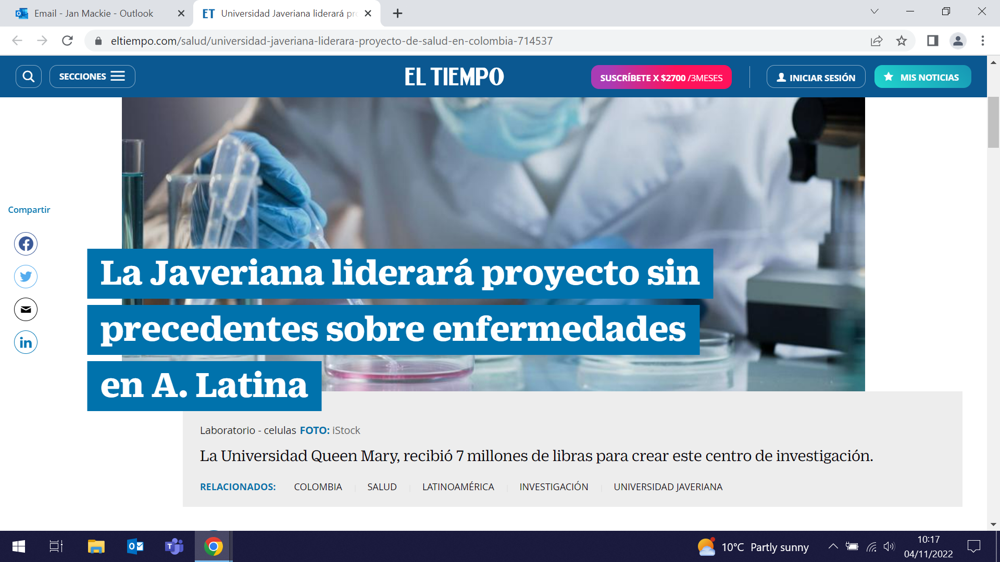 Email - Jan Mackie - Outlook
ET Universidad Javeriana liderará pr
eltiempo.com/salud/universidad-javeriana-liderara-proyecto-de-salud-en-colombia-714537
SECCIONES
EL TIEMPO
SUSCRÍBETE X $2700 /3MESES
INICIAR SESIÓN
MIS NOTICIAS
Compartir
La Javeriana liderará proyecto sin
precedentes sobre enfermedades
en A. Latina
Laboratorio - celulas FOTO: iStock
La Universidad Queen Mary, recibió 7 millones de libras para crear este centro de investigación.
RELACIONADOS: COLOMBIA SALUD LATINOAMÉRICA INVESTIGACIÓN UNIVERSIDAD JAVERIANA
10°C Partly sunny
10:17
04/11/2022